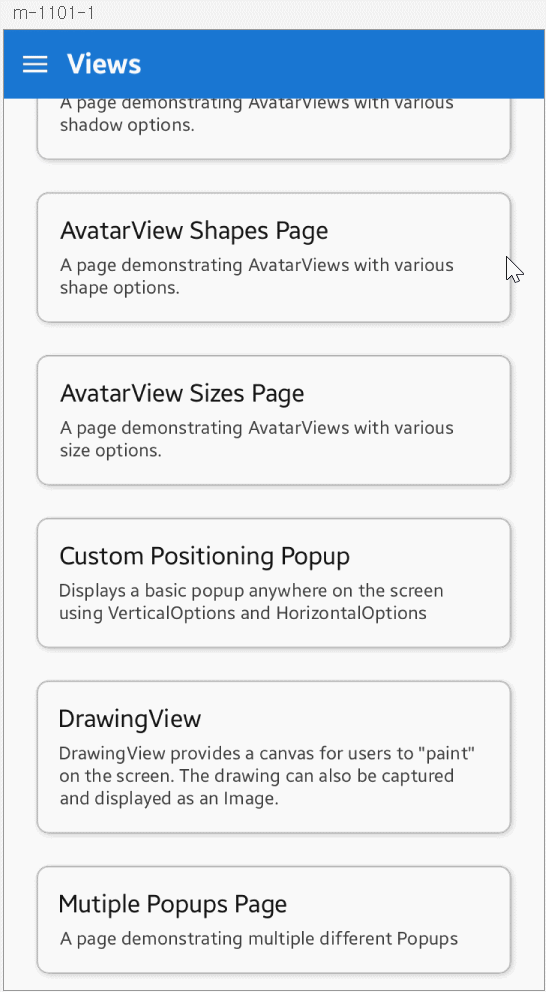 m-1101-1
Views
A page demonstrating AvatarViews with various
shadow options.
AvatarView Shapes Page
A page demonstrating AvatarViews with various
shape options.
AvatarView Sizes Page
A page demonstrating AvatarViews with various
size options.
Custom Positioning Popup
Displays a basic popup anywhere on the screen
using VerticalOptions and HorizontalOptions
DrawingView
DrawingView provides a canvas for users to "paint"
on the screen. The drawing can also be captured
and displayed as an Image.
Mutiple Popups Page
A page demonstrating multiple different Popups